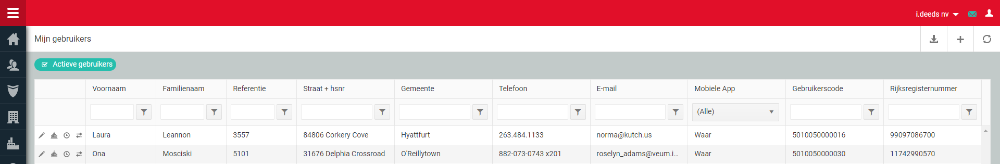 i.deeds nv
Mijn gebruikers
Actieve gebruikers
Voornaam Familienaam Referentie Straat + hsnr Gemeente Telefoon E-mail Mobiele App Gebruikerscode Rijksregisternummer
(Alle)
Laura Leannon 3557 84806 Corkery Cove Hyattfurt 263.484.1133 norma@kutch.us Waar 5010050000016 99097086700
Ona Mosciski 5101 31676 Delphia Crossroad O'Reillytown 882-073-0743 x201 roselyn_adams@veum.i... Waar 5010050000030 11742990570